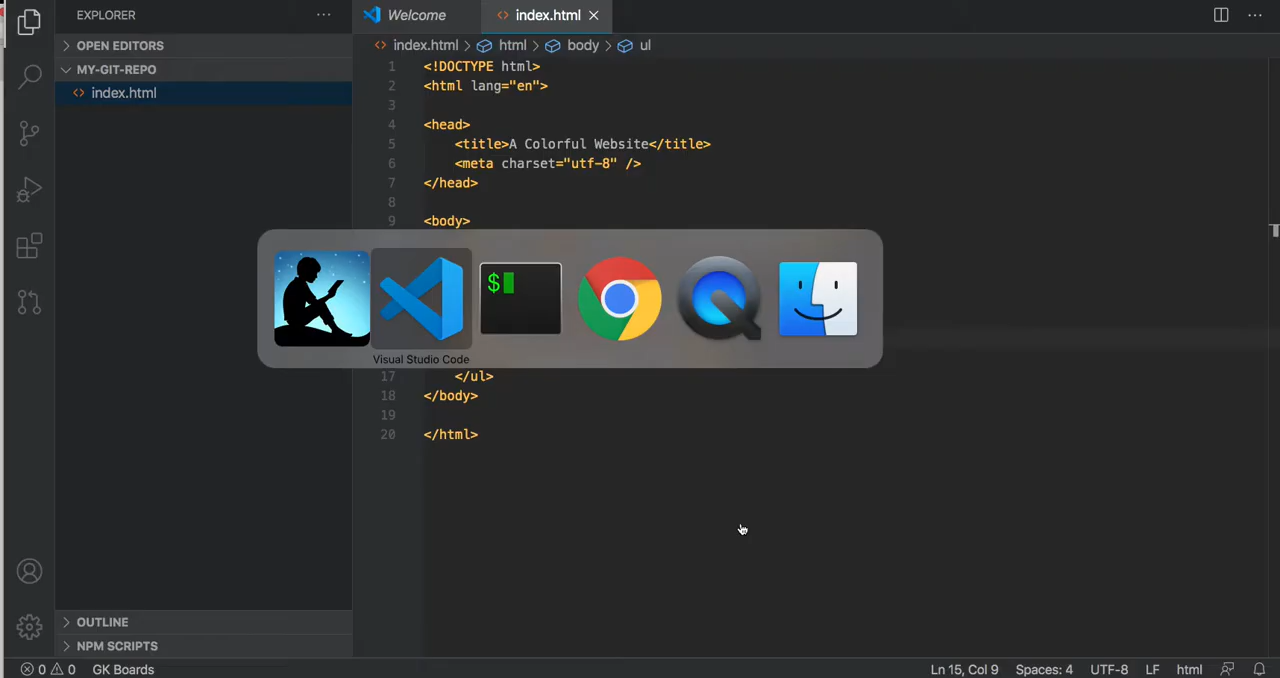 EXPLORER ···
Welcome
index.html
OPEN EDITORS
MY-GIT-REPO
index.html
index.html > html > body > ul
1 <!DOCTYPE html>
2 <html lang="en">
3
4 <head>
5 <title>A Colorful Website</title>
6 <meta charset="utf-8" />
7 </head>
8
9 <body>
$
Visual Studio Code
17 </ul>
18 </body>
19
20 </html>
OUTLINE
NPM SCRIPTS
0 0 GK Boards Ln 15, Col 9 Spaces: 4 UTF-8 LF html